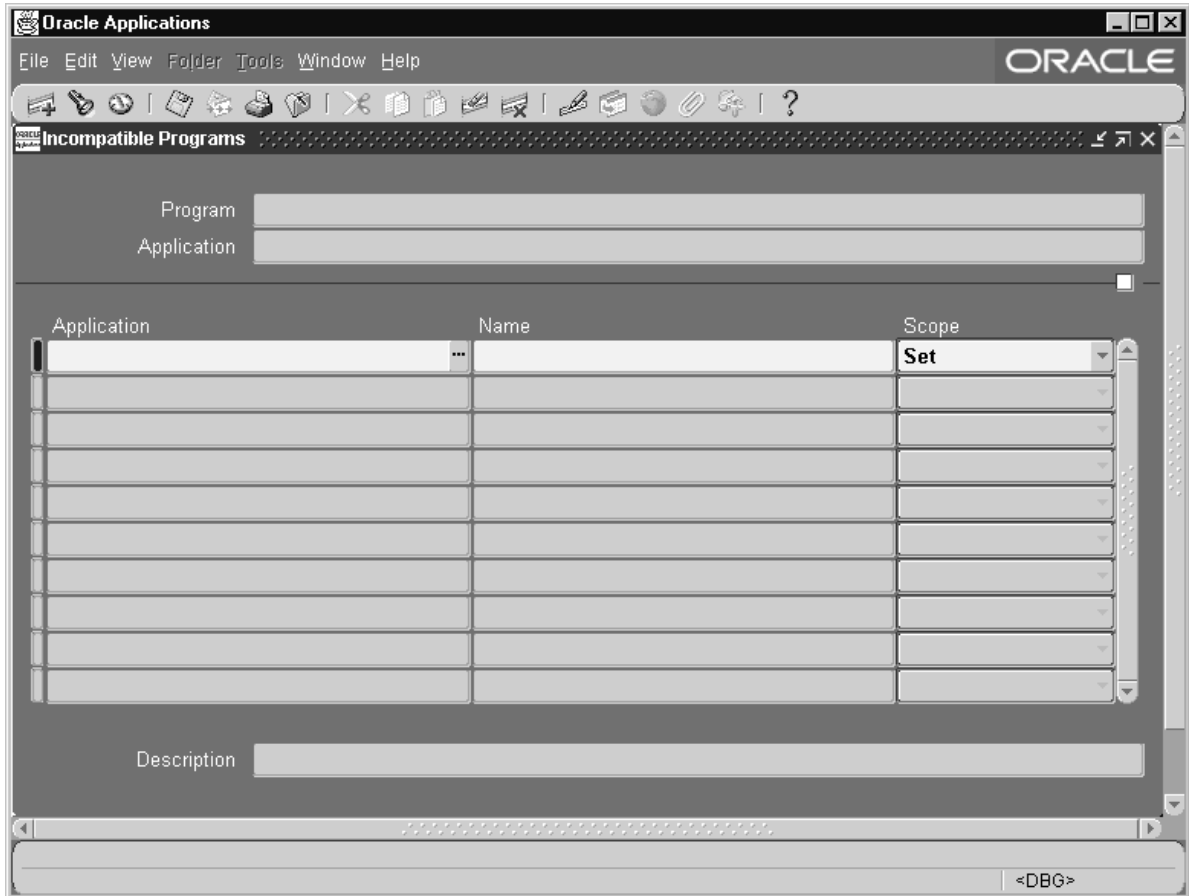 Oracle Applications
File Edit View Folder Tools Window Help
ORACLE
Incompatible Programs
Program
Application
Application Name Scope
Set
Description
<DBG>